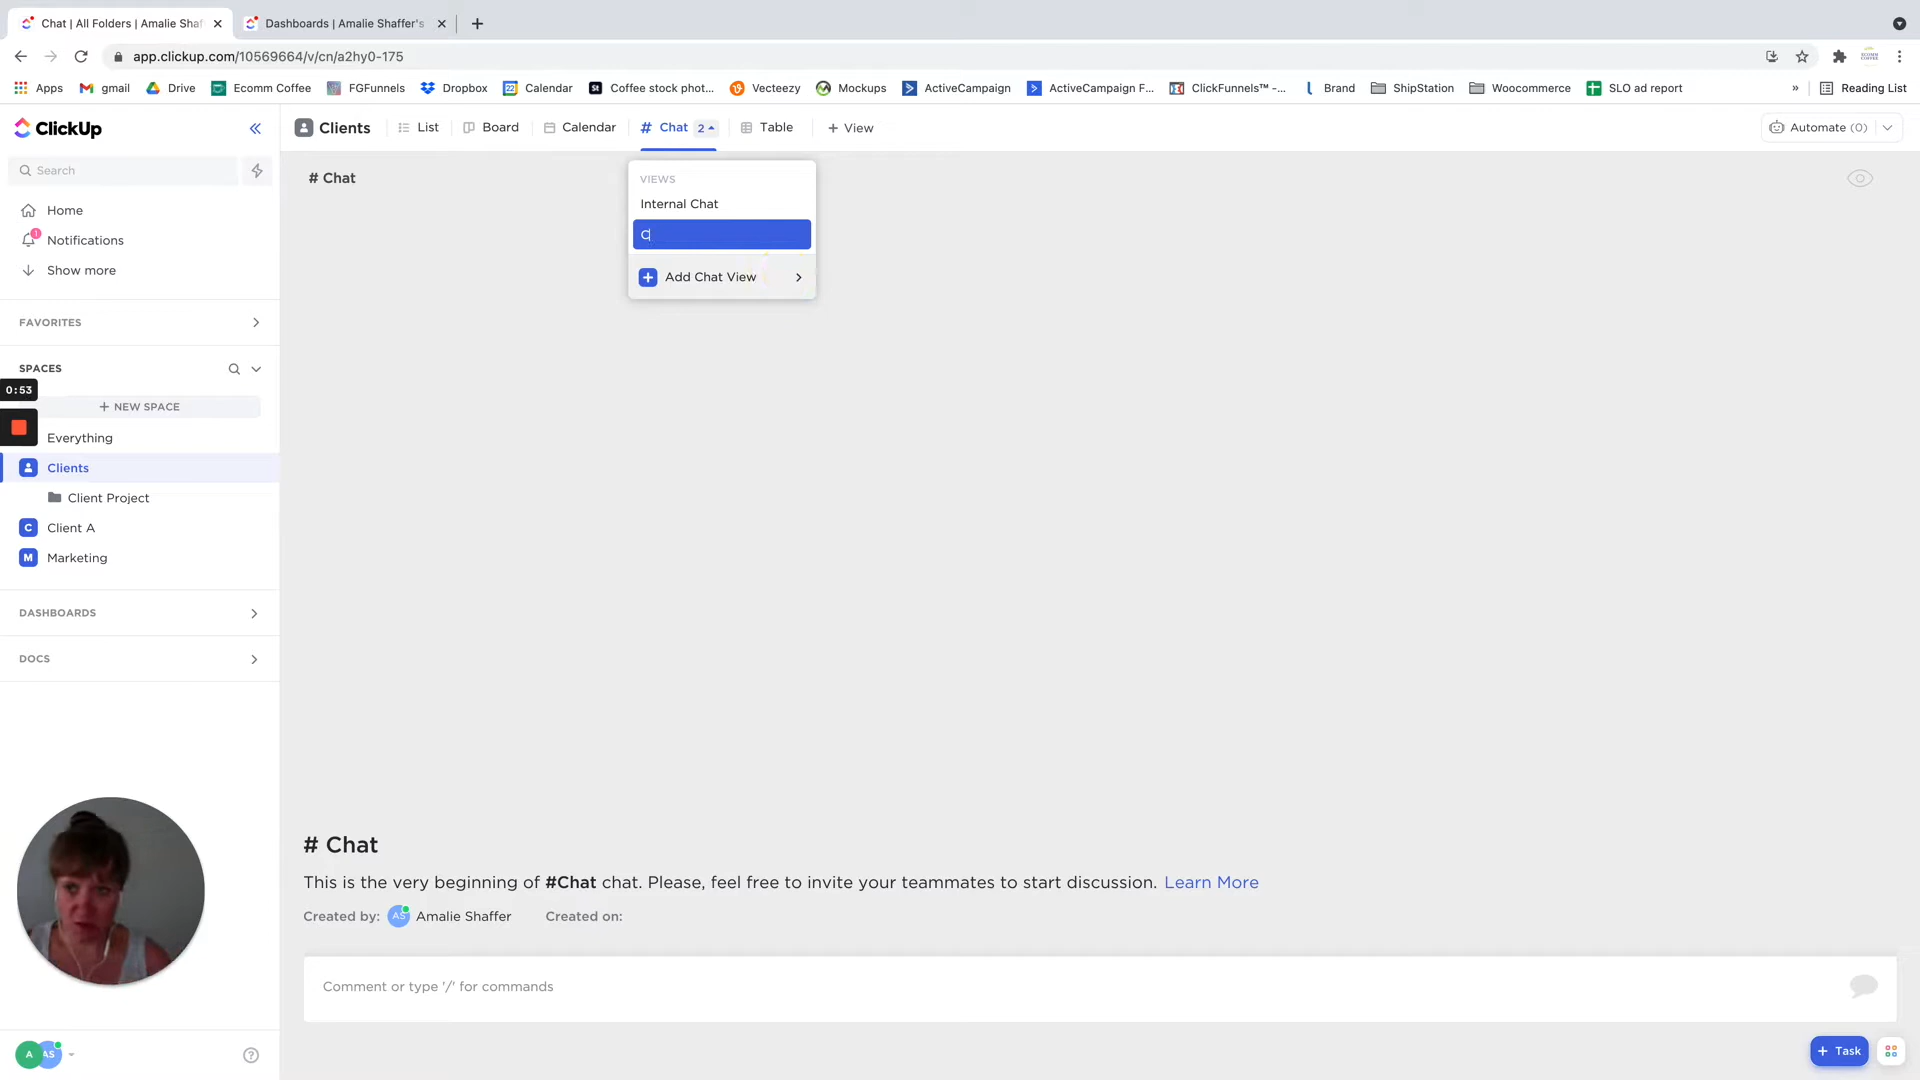 Chat | All Folders | Amalie Shaf
Dashboards | Amalie Shaffer's
app.clickup.com/10569664/v/cn/a2hy0-175
Apps
gmail
Drive
Ecomm Coffee
FGFunnels
Dropbox
22
Calendar
St
Coffee stock phot...
Vecteezy
Mockups
ActiveCampaign
ActiveCampaign F...
ClickFunnels™ -...
Brand
ShipStation
Woocommerce
SLO ad report
»
Reading List
ClickUp
Clients
List
Board
Calendar
# Chat 2
Table
+ View
Automate (0)
Search
# Chat
VIEWS
Internal Chat
C
Add Chat View
Home
1
Notifications
Show more
FAVORITES
SPACES
0:53
+ NEW SPACE
Everything
Clients
Client Project
C
Client A
M
Marketing
DASHBOARDS
DOCS
# Chat
This is the very beginning of #Chat chat. Please, feel free to invite your teammates to start discussion. Learn More
Created by: AS Amalie Shaffer Created on:
Comment or type '/' for commands
A
AS
?
+ Task